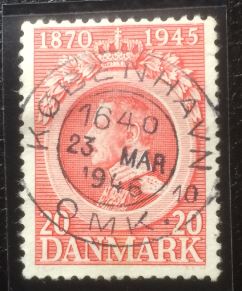 1870 1945
KØBENHAVN
1640
23 MAR
1946 10
OMK.
20 20
DANMARK